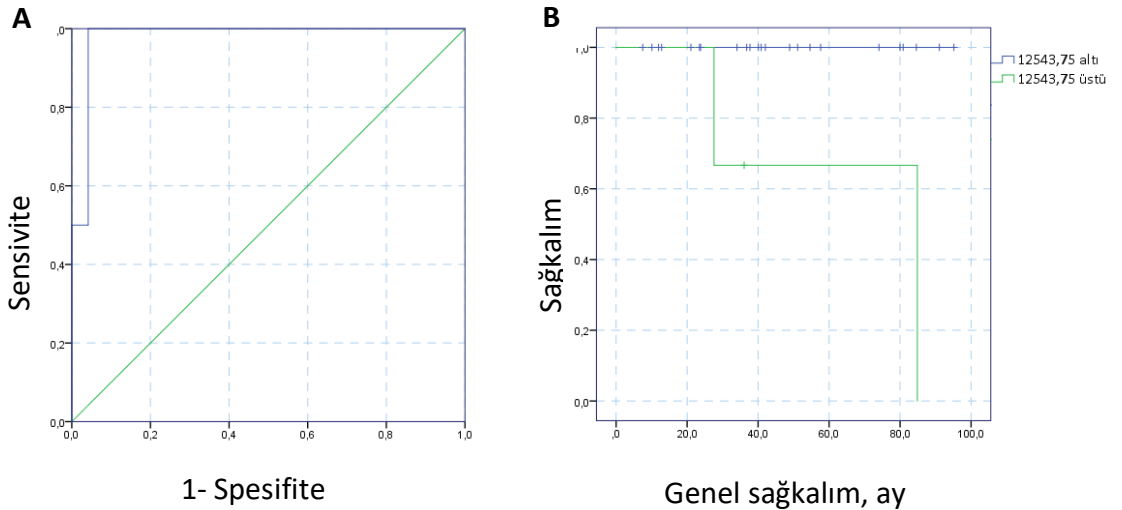 A
,0
0,8
0,6
0,4
0,2
0,0
0,0 0,2 0,4 0,6 0,8 1,0
Sensivite
1- Spesifite
B
1,0
0,8
0,6
0,4
0,2
0,0
,0 20,0 40,0 60,0 80,0 100,0
Sağkalım
Genel sağkalım, ay
12543,75 altı
12543,75 üstü